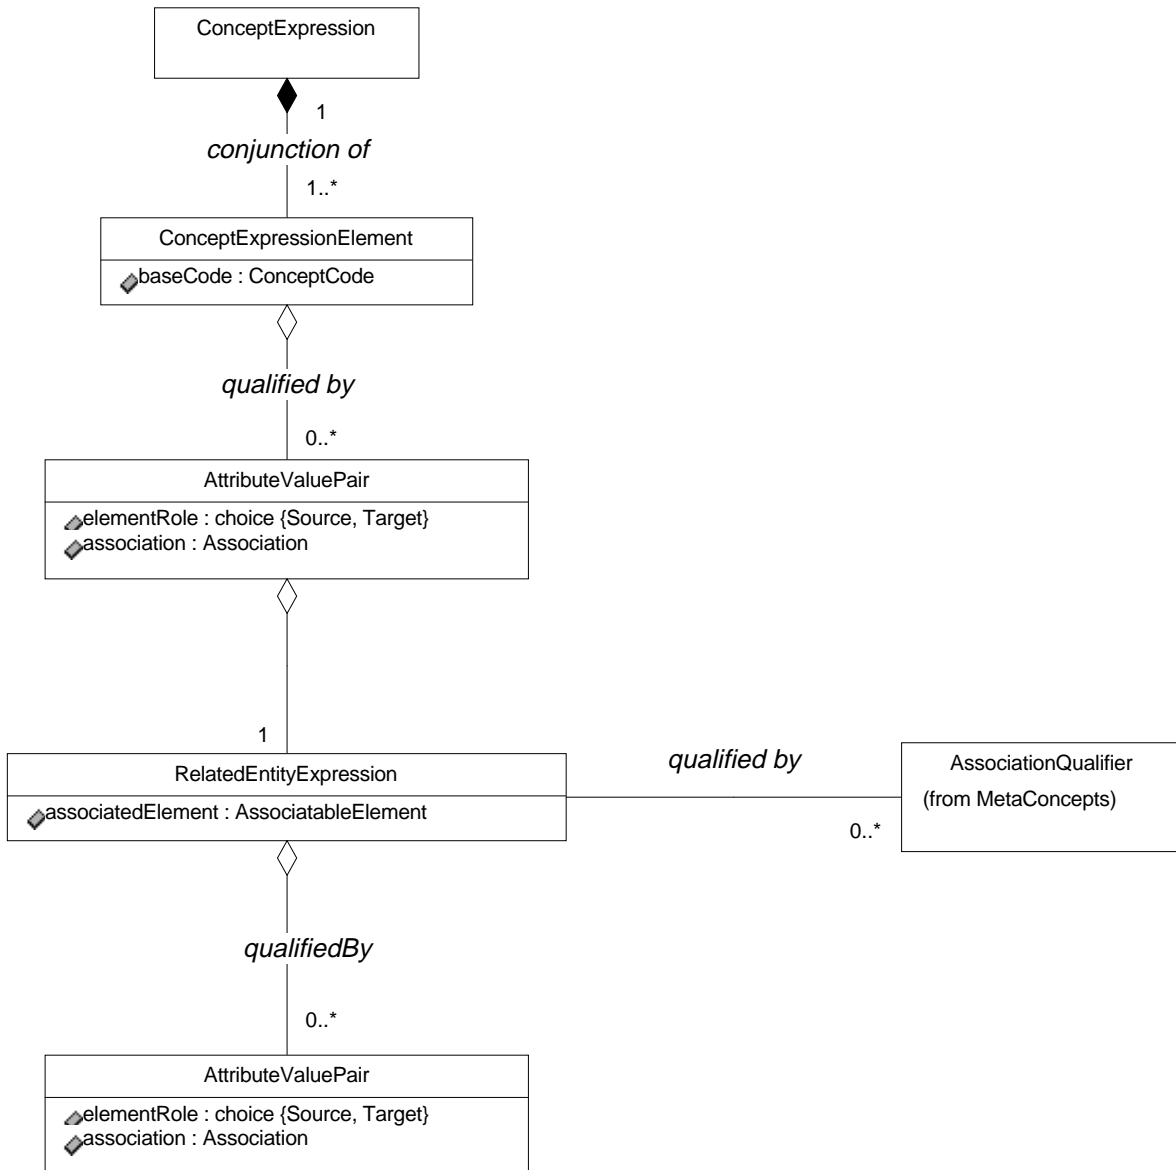 ConceptExpression
1
conjunction of
1..*
ConceptExpressionElement
baseCode : ConceptCode
qualified by
0..*
AttributeValuePair
elementRole : choice {Source, Target}
association : Association
1
RelatedEntityExpression
associatedElement : AssociatableElement
qualified by
0..*
AssociationQualifier
(from MetaConcepts)
qualifiedBy
0..*
AttributeValuePair
elementRole : choice {Source, Target}
association : Association